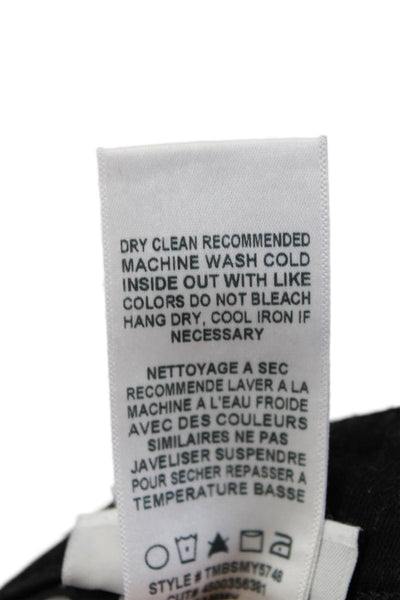 DRY CLEAN RECOMMENDED
MACHINE WASH COLD
INSIDE OUT WITH LIKE
COLORS DO NOT BLEACH
HANG DRY, COOL IRON IF
NECESSARY
NETTOYAGE A SEC
RECOMMENDE LAVER A LA
MACHINE A L'EAU FROIDE
AVEC DES COULEURS
SIMILAIRES NE PAS
JAVELISER SUSPENDRE
POUR SECHER REPASSER A
TEMPERATURE BASSE
STYLE # TMBSMY5748
CUT# 4500356381